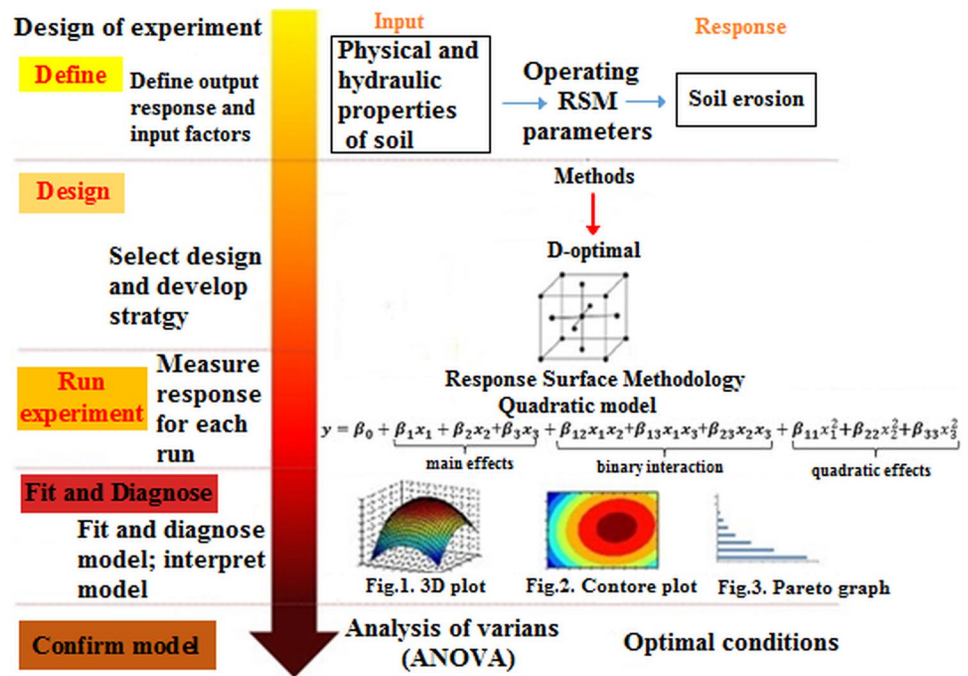 Design of experiment
Input
Response
Define
Define output
response and
input factors
Physical and
hydraulic
properties
of soil
Operating
RSM
parameters
Soil erosion
Design
Methods
D-optimal
Select design
and develop
stratgy
Run
experiment
Measure
response
for each
run
Response Surface Methodology
Quadratic model
y = β₀ + β₁x₁ + β₂x₂+β₃x₃ + β₁₂x₁x₂+β₁₃x₁x₃+β₂₃x₂x₃ + β₁₁x₁²+β₂₂x₂²+β₃₃x₃²
main effects
binary interaction
quadratic effects
Fit and Diagnose
Fit and diagnose
model; interpret
model
Fig.1. 3D plot
Fig.2. Contore plot
Fig.3. Pareto graph
Confirm model
Analysis of varians
(ANOVA)
Optimal conditions